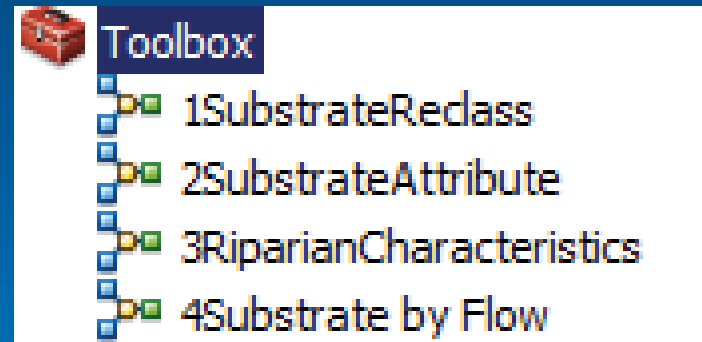 Toolbox
1SubstrateReclass
2SubstrateAttribute
3RiparianCharacteristics
4Substrate by Flow